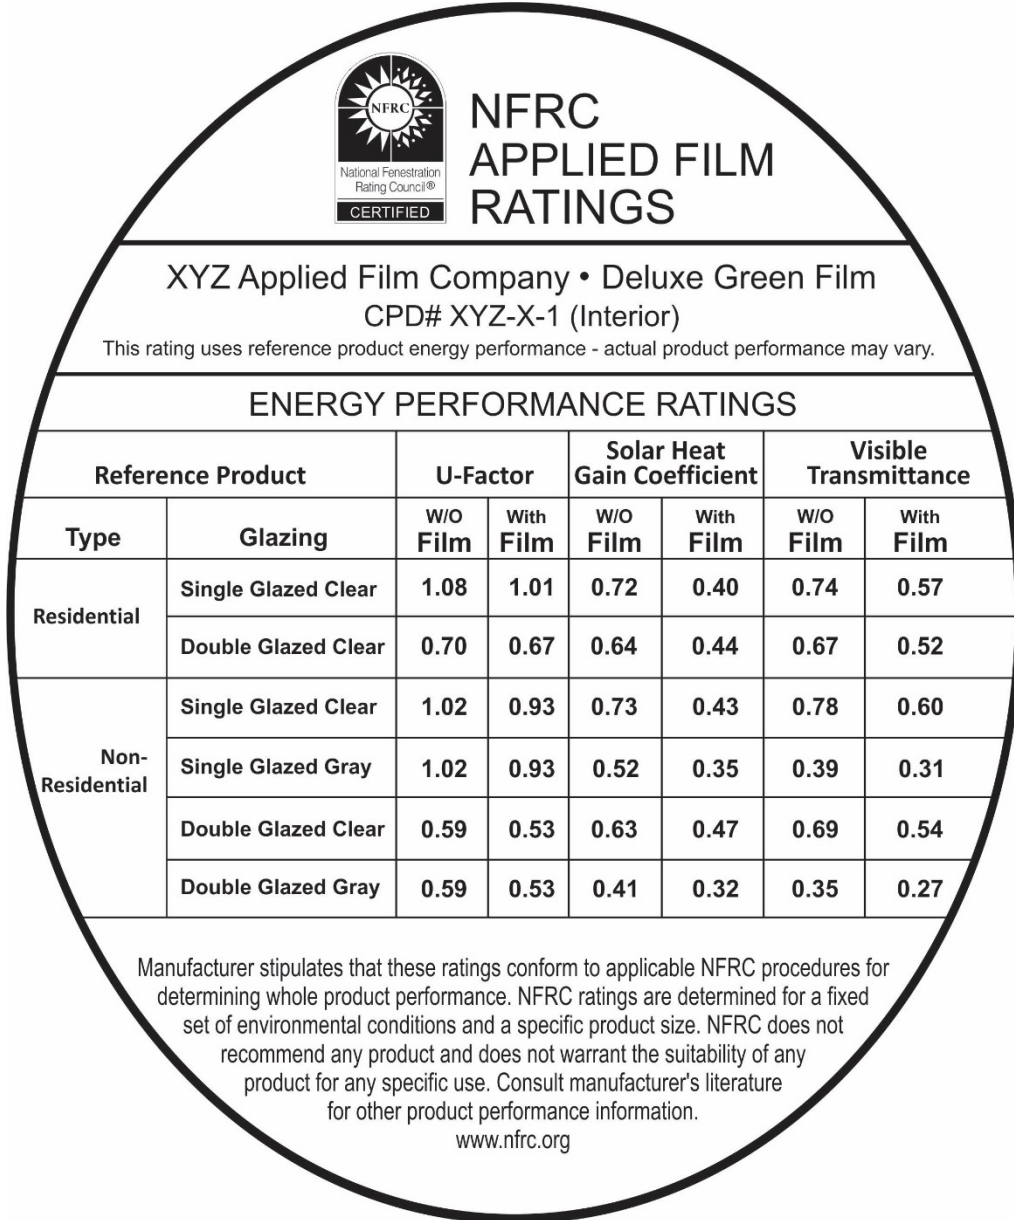 NFRC
National Fenestration
Rating Council®
CERTIFIED
NFRC
APPLIED FILM
RATINGS
XYZ Applied Film Company • Deluxe Green Film
CPD# XYZ-X-1 (Interior)
This rating uses reference product energy performance - actual product performance may vary.
ENERGY PERFORMANCE RATINGS
Reference Product U-Factor Solar Heat Gain Coefficient Visible Transmittance
Type Glazing W/O Film With Film W/O Film With Film W/O Film With Film
Residential
Single Glazed Clear 1.08 1.01 0.72 0.40 0.74 0.57
Double Glazed Clear 0.70 0.67 0.64 0.44 0.67 0.52
Non-
Residential
Single Glazed Clear 1.02 0.93 0.73 0.43 0.78 0.60
Single Glazed Gray 1.02 0.93 0.52 0.35 0.39 0.31
Double Glazed Clear 0.59 0.53 0.63 0.47 0.69 0.54
Double Glazed Gray 0.59 0.53 0.41 0.32 0.35 0.27
Manufacturer stipulates that these ratings conform to applicable NFRC procedures for
determining whole product performance. NFRC ratings are determined for a fixed
set of environmental conditions and a specific product size. NFRC does not
recommend any product and does not warrant the suitability of any
product for any specific use. Consult manufacturer's literature
for other product performance information.
www.nfrc.org